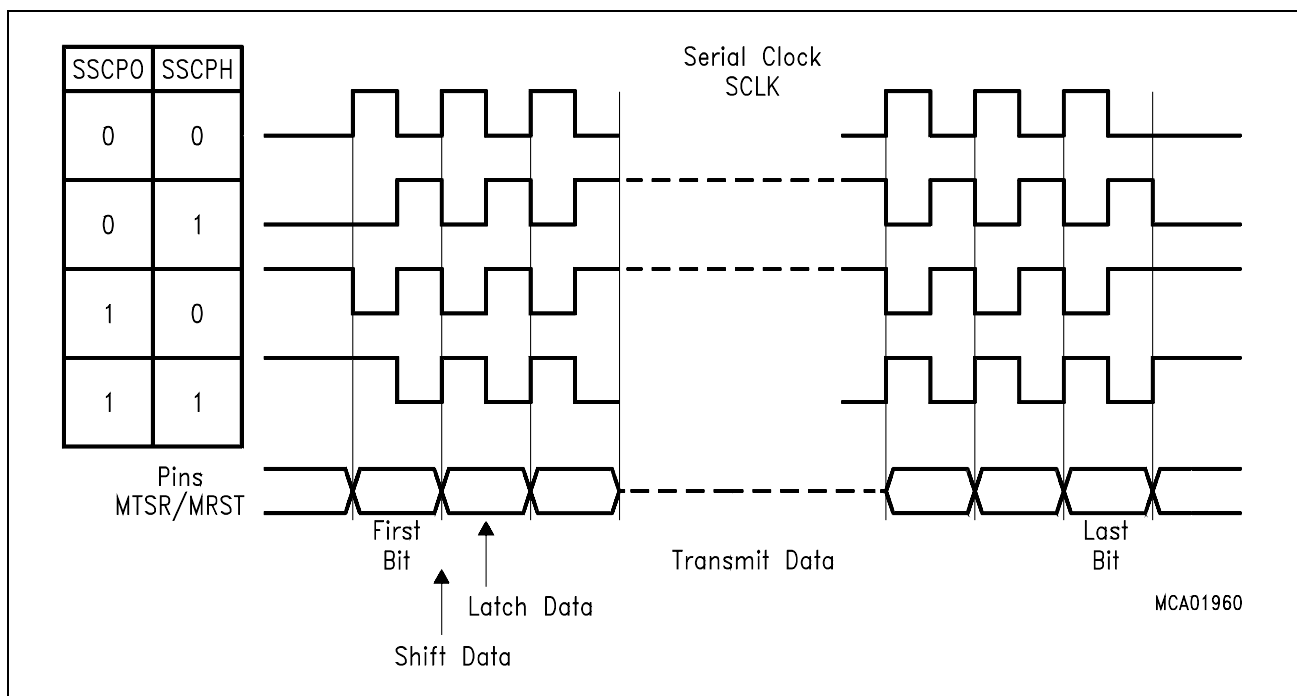 SSCPO SSCPH
Serial Clock
SCLK
0 0
0 1
1 0
1 1
Pins
MTSR/MRST
First
Bit
Last
Bit
Transmit Data
Latch Data
Shift Data
MCA01960